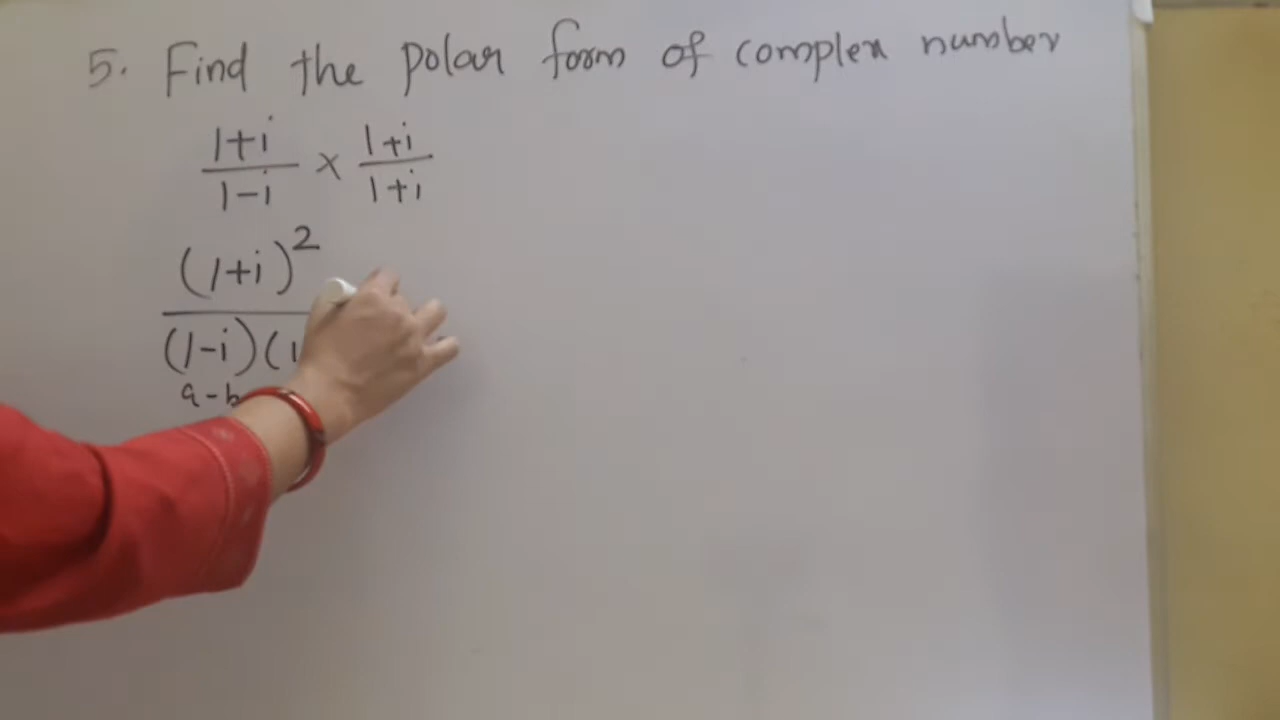 5. Find the polar form of complex number
1+i / 1-i × 1+i / 1+i
(1+i)²
(1-i)(1
a-b